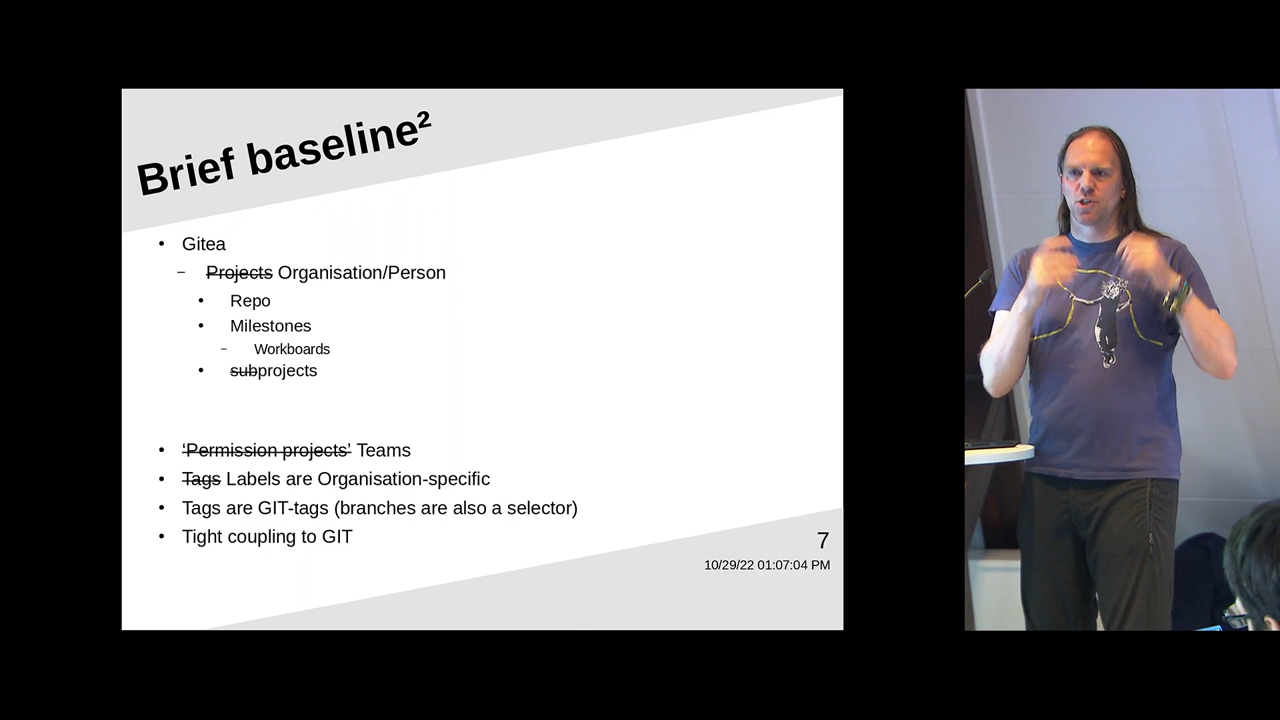 Brief baseline²
• Gitea
– Projects Organisation/Person
• Repo
• Milestones
– Workboards
• subprojects
• ‘Permission projects’ Teams
• Tags Labels are Organisation-specific
• Tags are GIT-tags (branches are also a selector)
• Tight coupling to GIT
7
10/29/22 01:07:04 PM